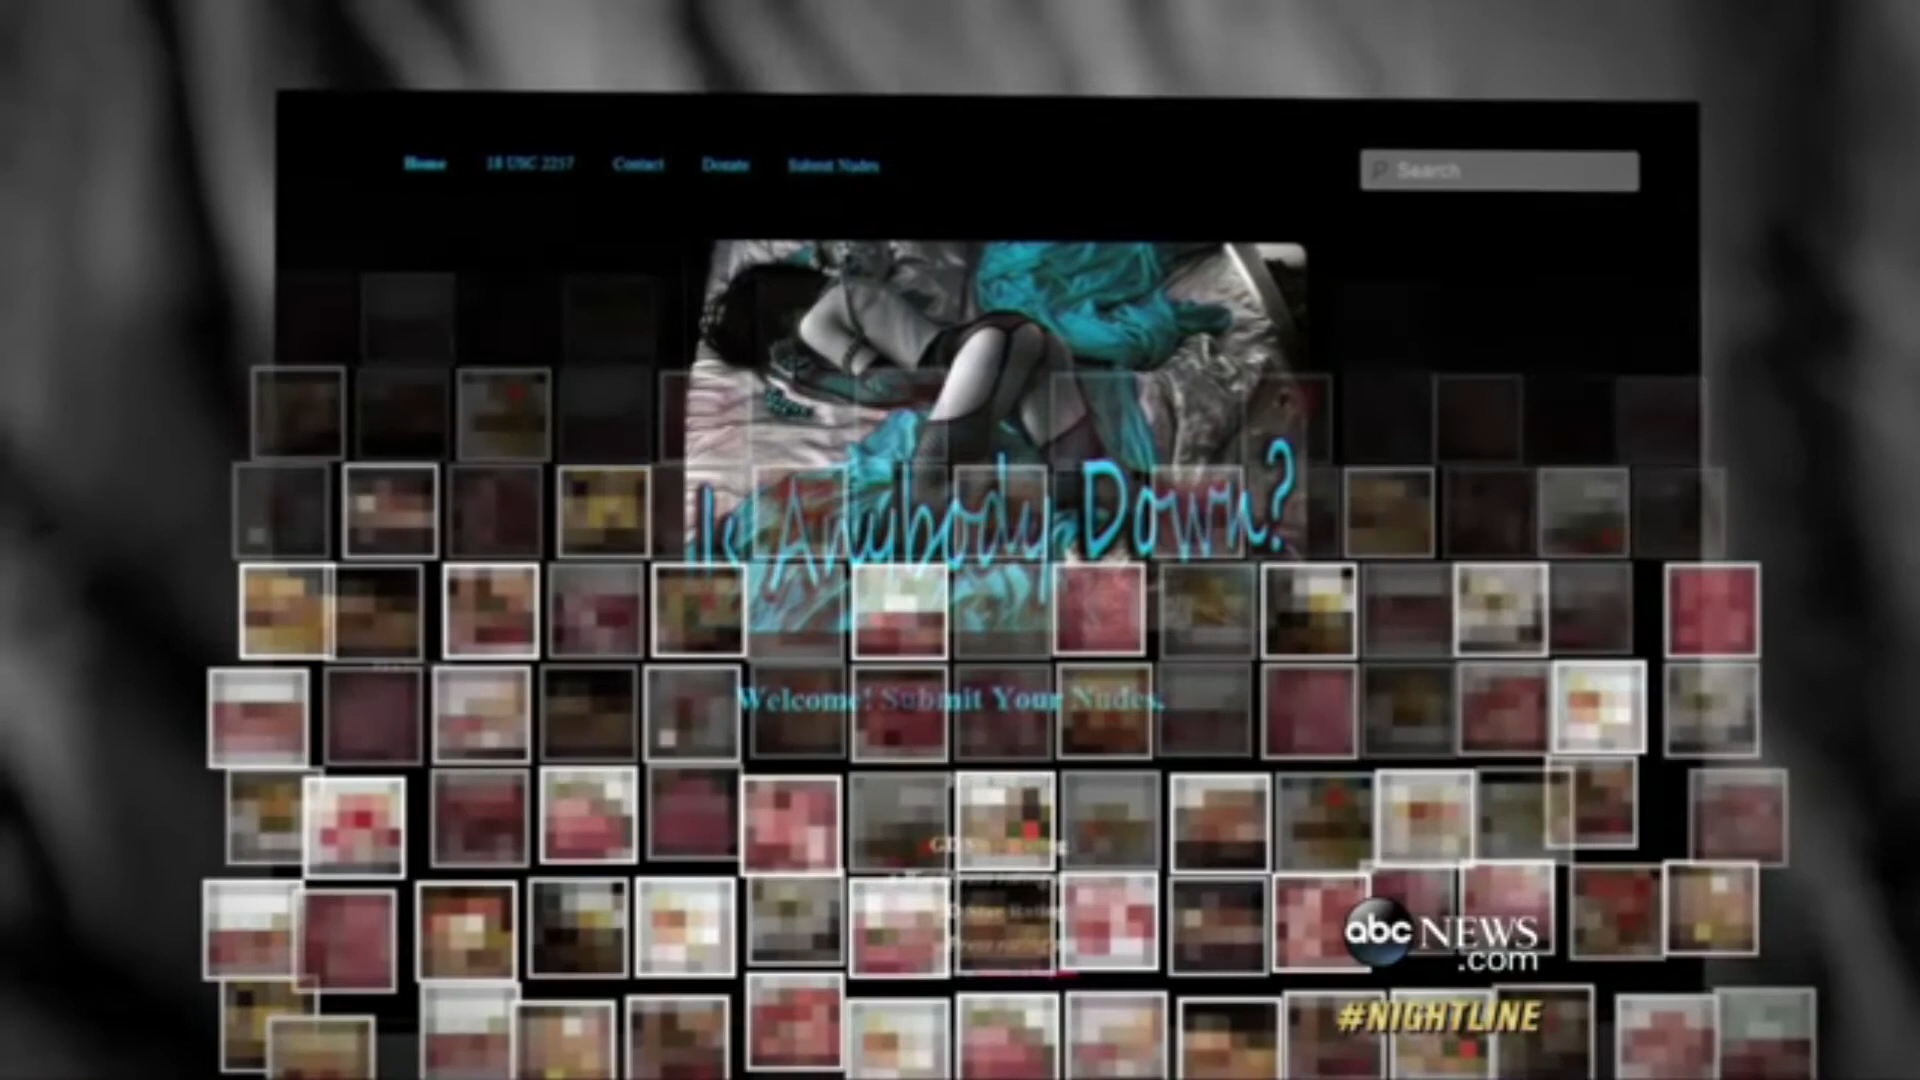 Home 18 USC 2257 Contact Donate Submit Nudes
Search
Is Anybody Down?
Welcome! Submit Your Nudes.
abc NEWS
.com
#NIGHTLINE